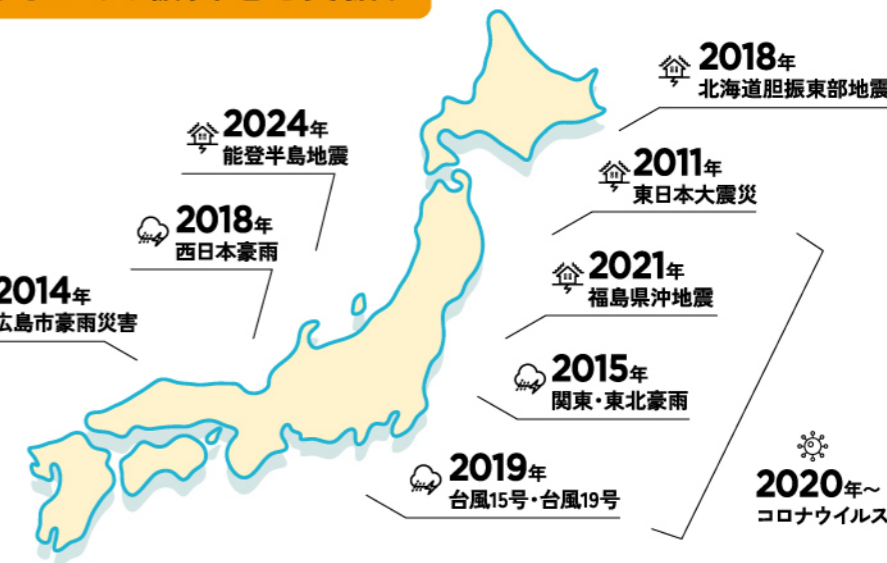 2018年
北海道胆振東部地震
2024年
能登半島地震
2011年
東日本大震災
2018年
西日本豪雨
2021年
福島県沖地震
2014年
広島市豪雨災害
2015年
関東・東北豪雨
2019年
台風15号・台風19号
2020年~
コロナウイルス